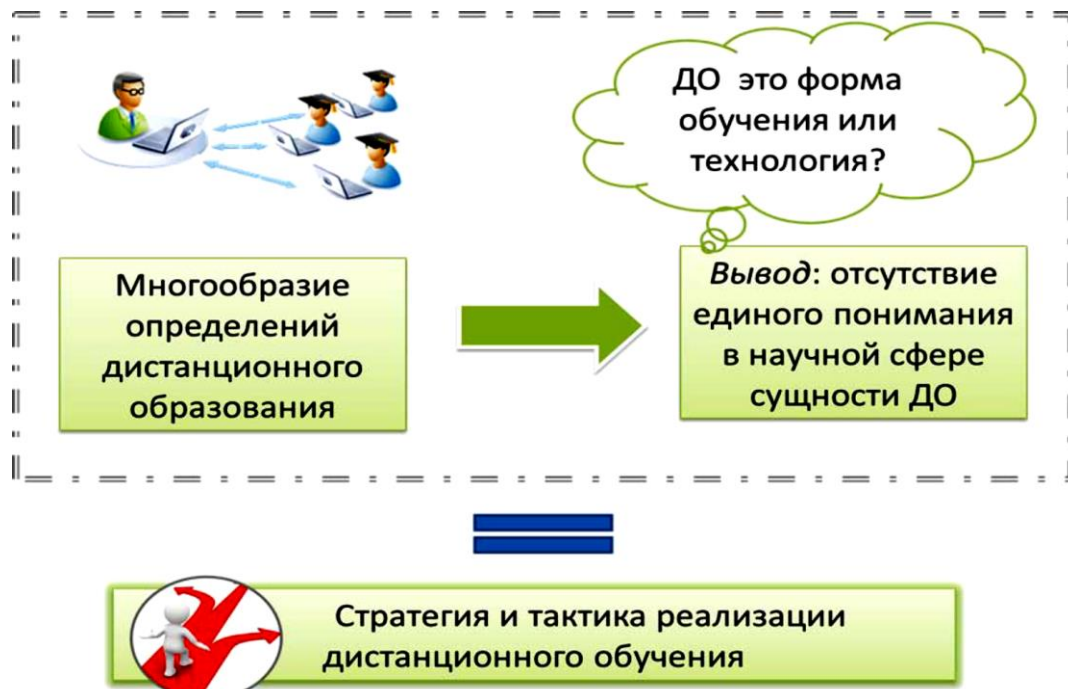 ДО это форма
обучения или
технология?
Многообразие
определений
дистанционного
образования
Вывод: отсутствие
единого понимания
в научной сфере
сущности ДО
Стратегия и тактика реализации
дистанционного обучения